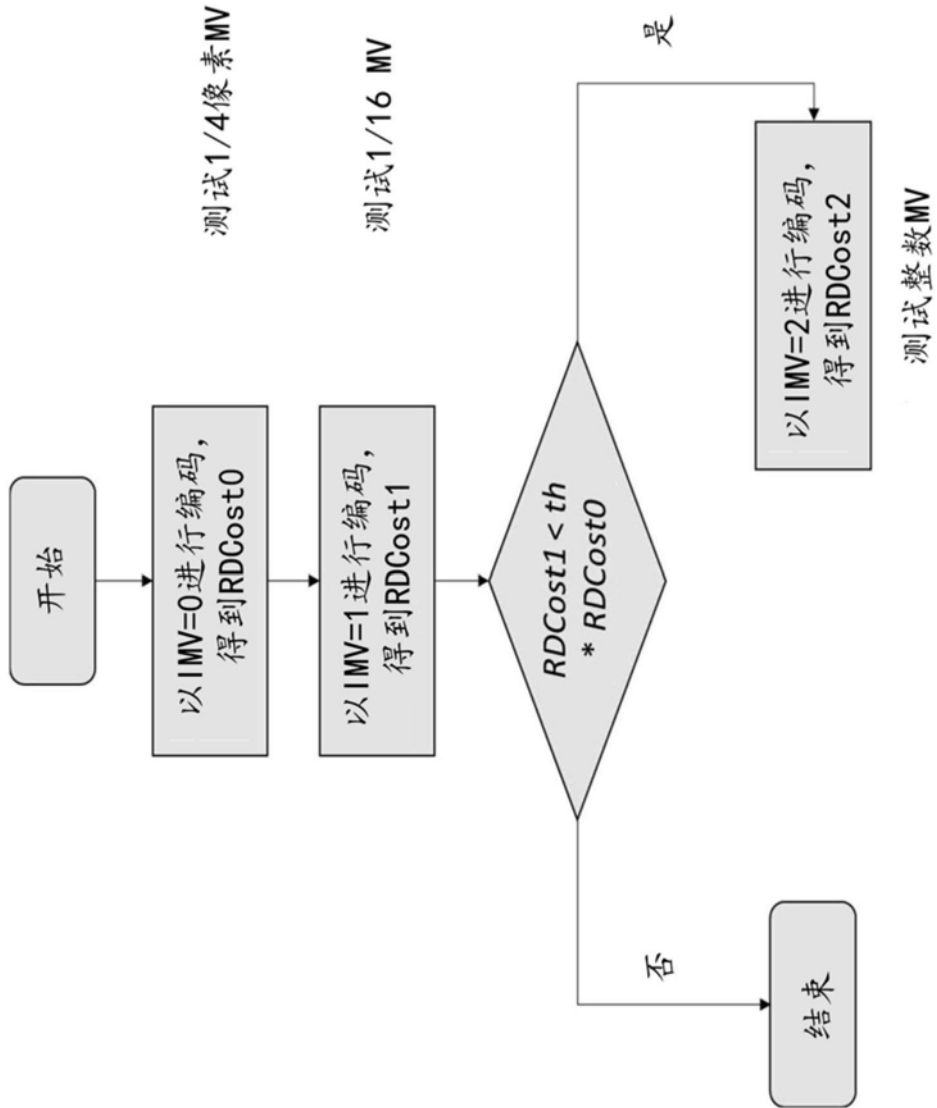 开始
以IMV=0进行编码，
得到RDCost0
测试1/4像素MV
以IMV=1进行编码，
得到RDCost1
测试1/16 MV
RDCost1 < th
* RDCost0
否
是
结束
以IMV=2进行编码，
得到RDCost2
测试整数MV